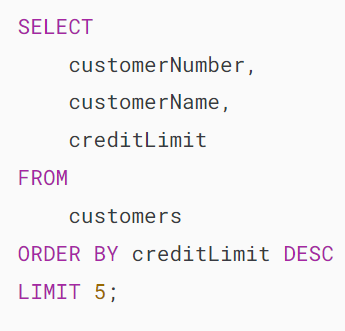 SELECT
    customerNumber,
    customerName,
    creditLimit
FROM
    customers
ORDER BY creditLimit DESC
LIMIT 5;